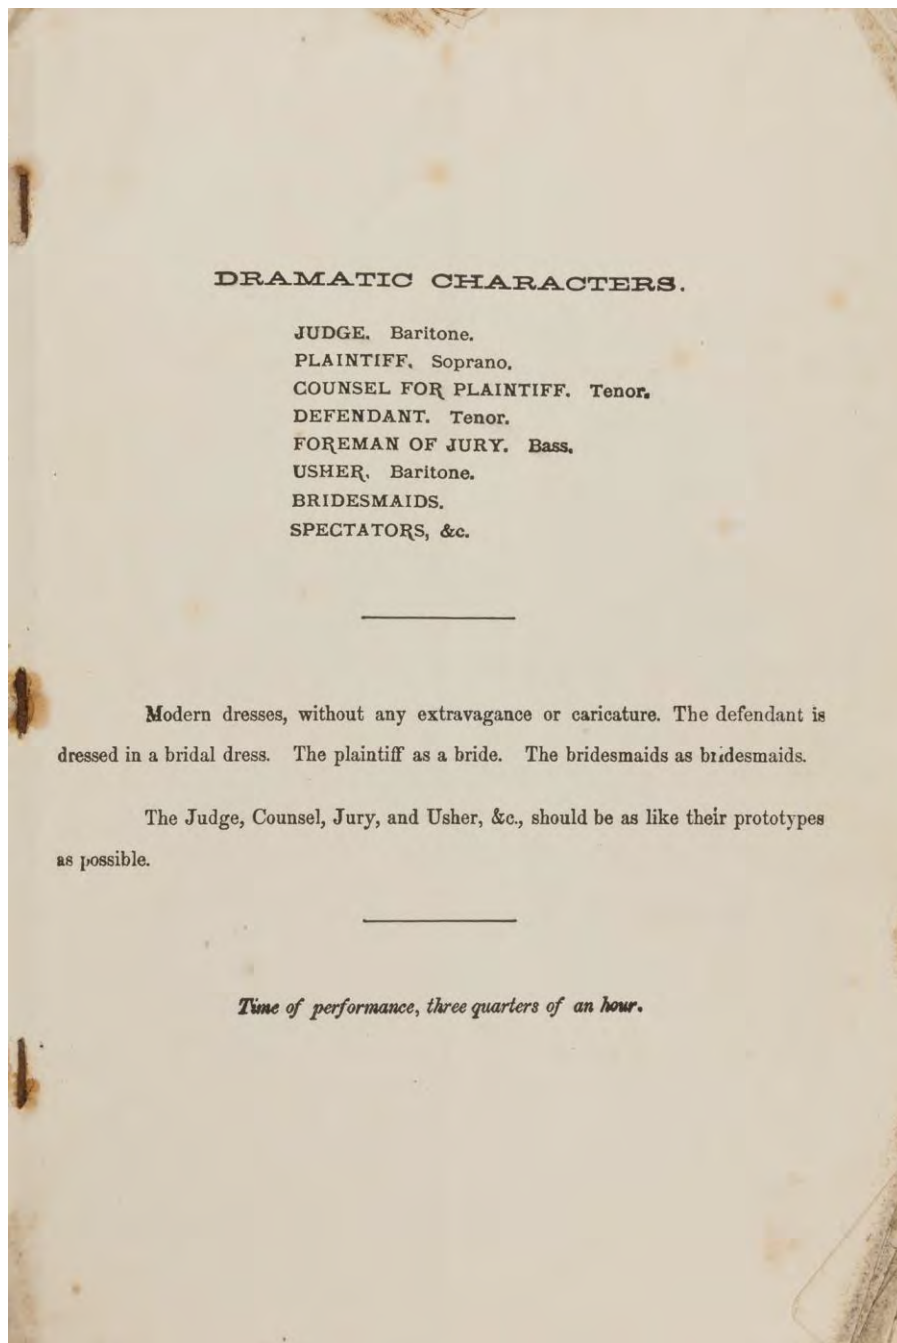 DRAMATIC CHARACTERS.
JUDGE. Baritone.
PLAINTIFF. Soprano.
COUNSEL FOR PLAINTIFF. Tenor.
DEFENDANT. Tenor.
FOREMAN OF JURY. Bass.
USHER. Baritone.
BRIDESMAIDS.
SPECTATORS, &c.
Modern dresses, without any extravagance or caricature. The defendant is
dressed in a bridal dress. The plaintiff as a bride. The bridesmaids as bridesmaids.
The Judge, Counsel, Jury, and Usher, &c., should be as like their prototypes
as possible.
Time of performance, three quarters of an hour.